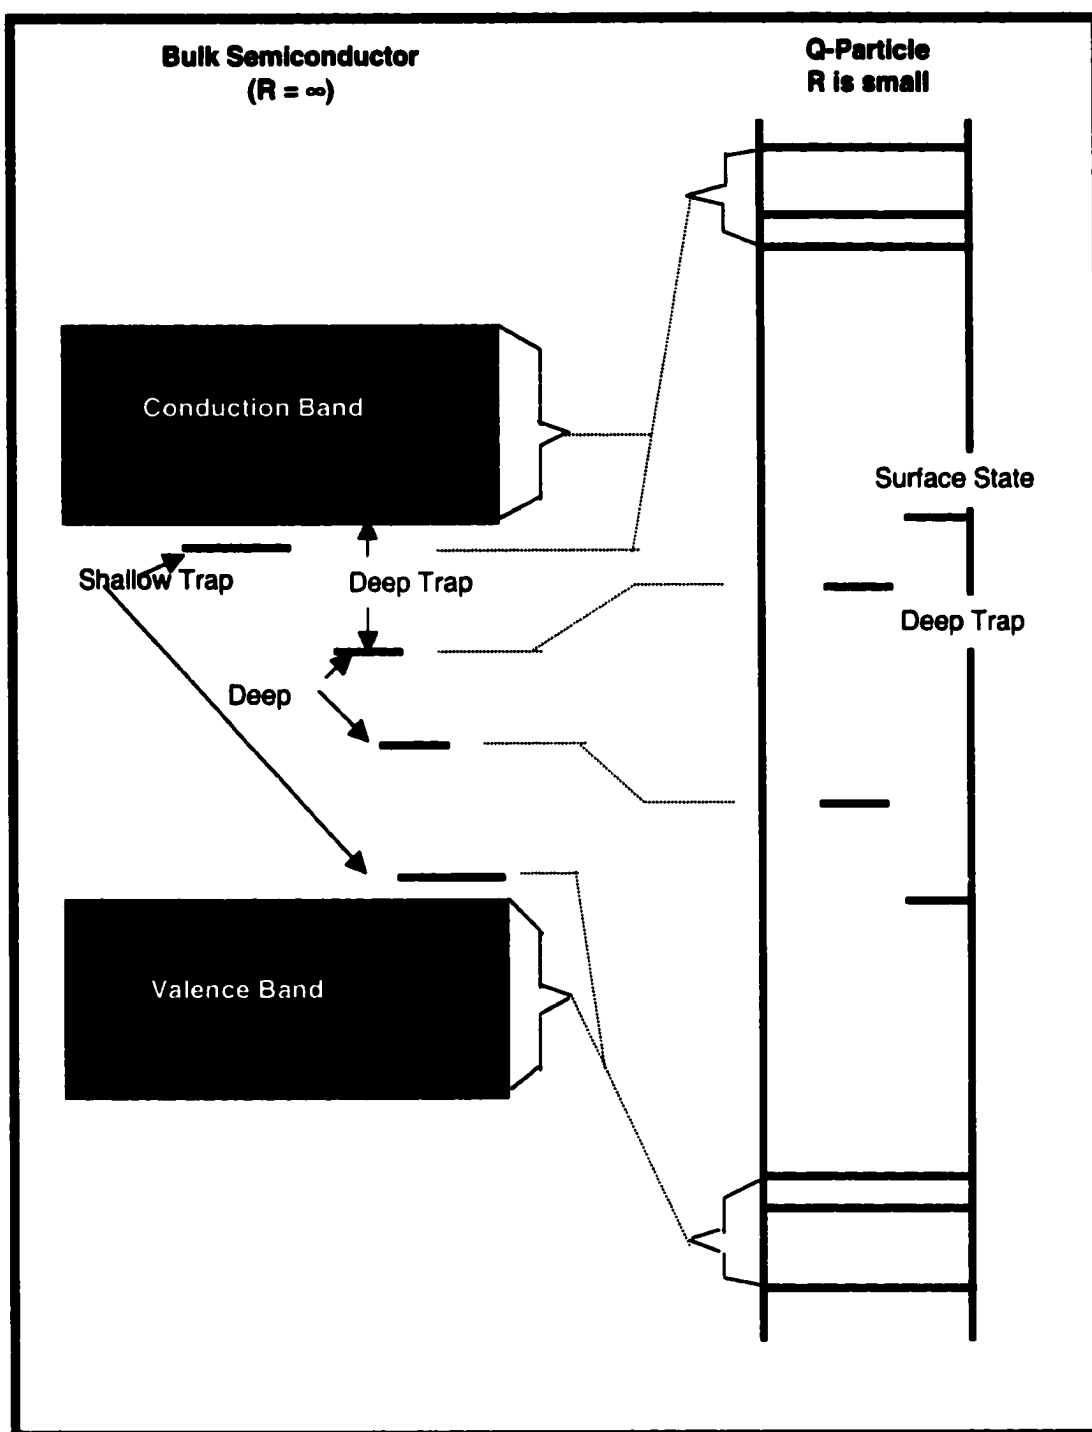 Bulk Semiconductor
(R = ∞)
Q-Particle
R is small
Conduction Band
Surface State
Shallow Trap
Deep Trap
Deep Trap
Deep
Valence Band